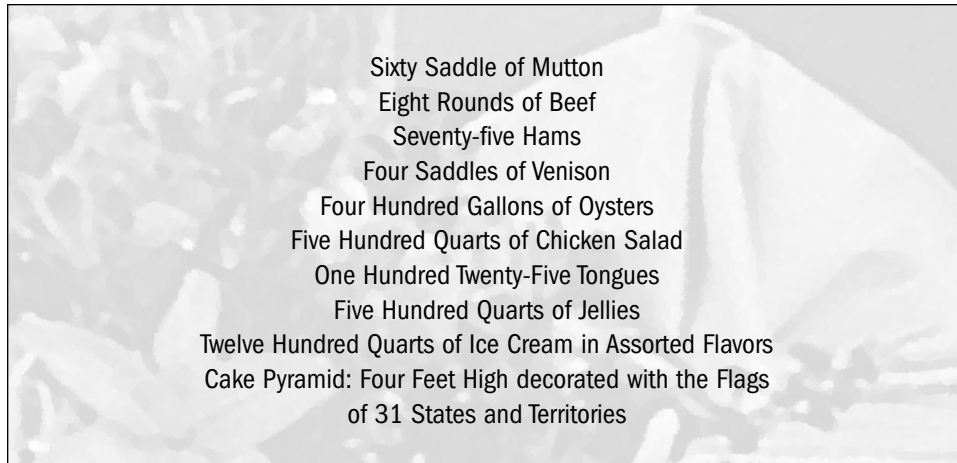 Sixty Saddle of Mutton
Eight Rounds of Beef
Seventy-five Hams
Four Saddles of Venison
Four Hundred Gallons of Oysters
Five Hundred Quarts of Chicken Salad
One Hundred Twenty-Five Tongues
Five Hundred Quarts of Jellies
Twelve Hundred Quarts of Ice Cream in Assorted Flavors
Cake Pyramid: Four Feet High decorated with the Flags
of 31 States and Territories